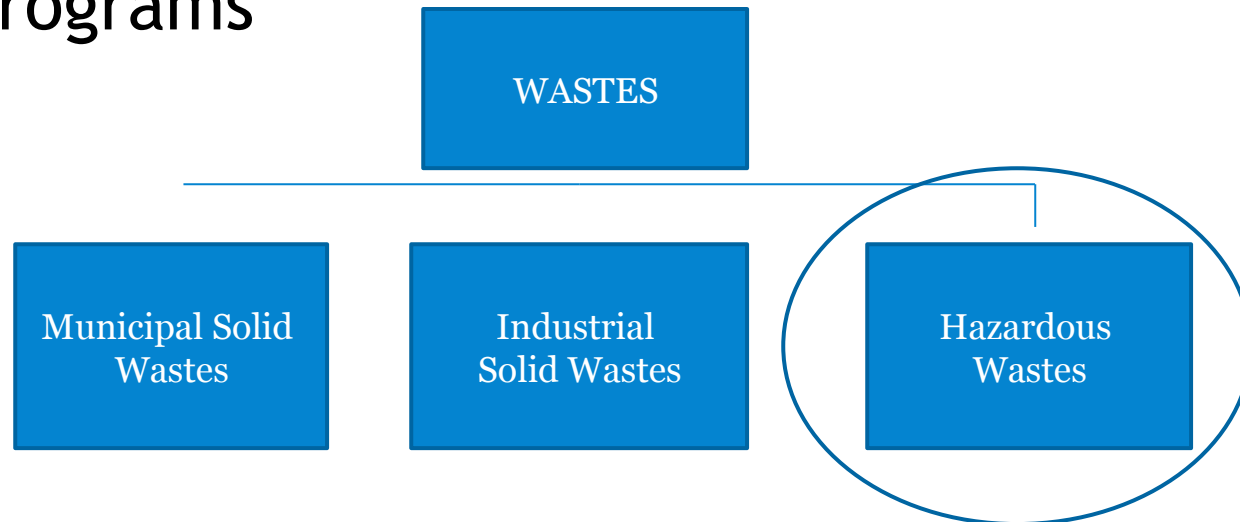 rograms
WASTES
Municipal Solid
Wastes
Industrial
Solid Wastes
Hazardous
Wastes